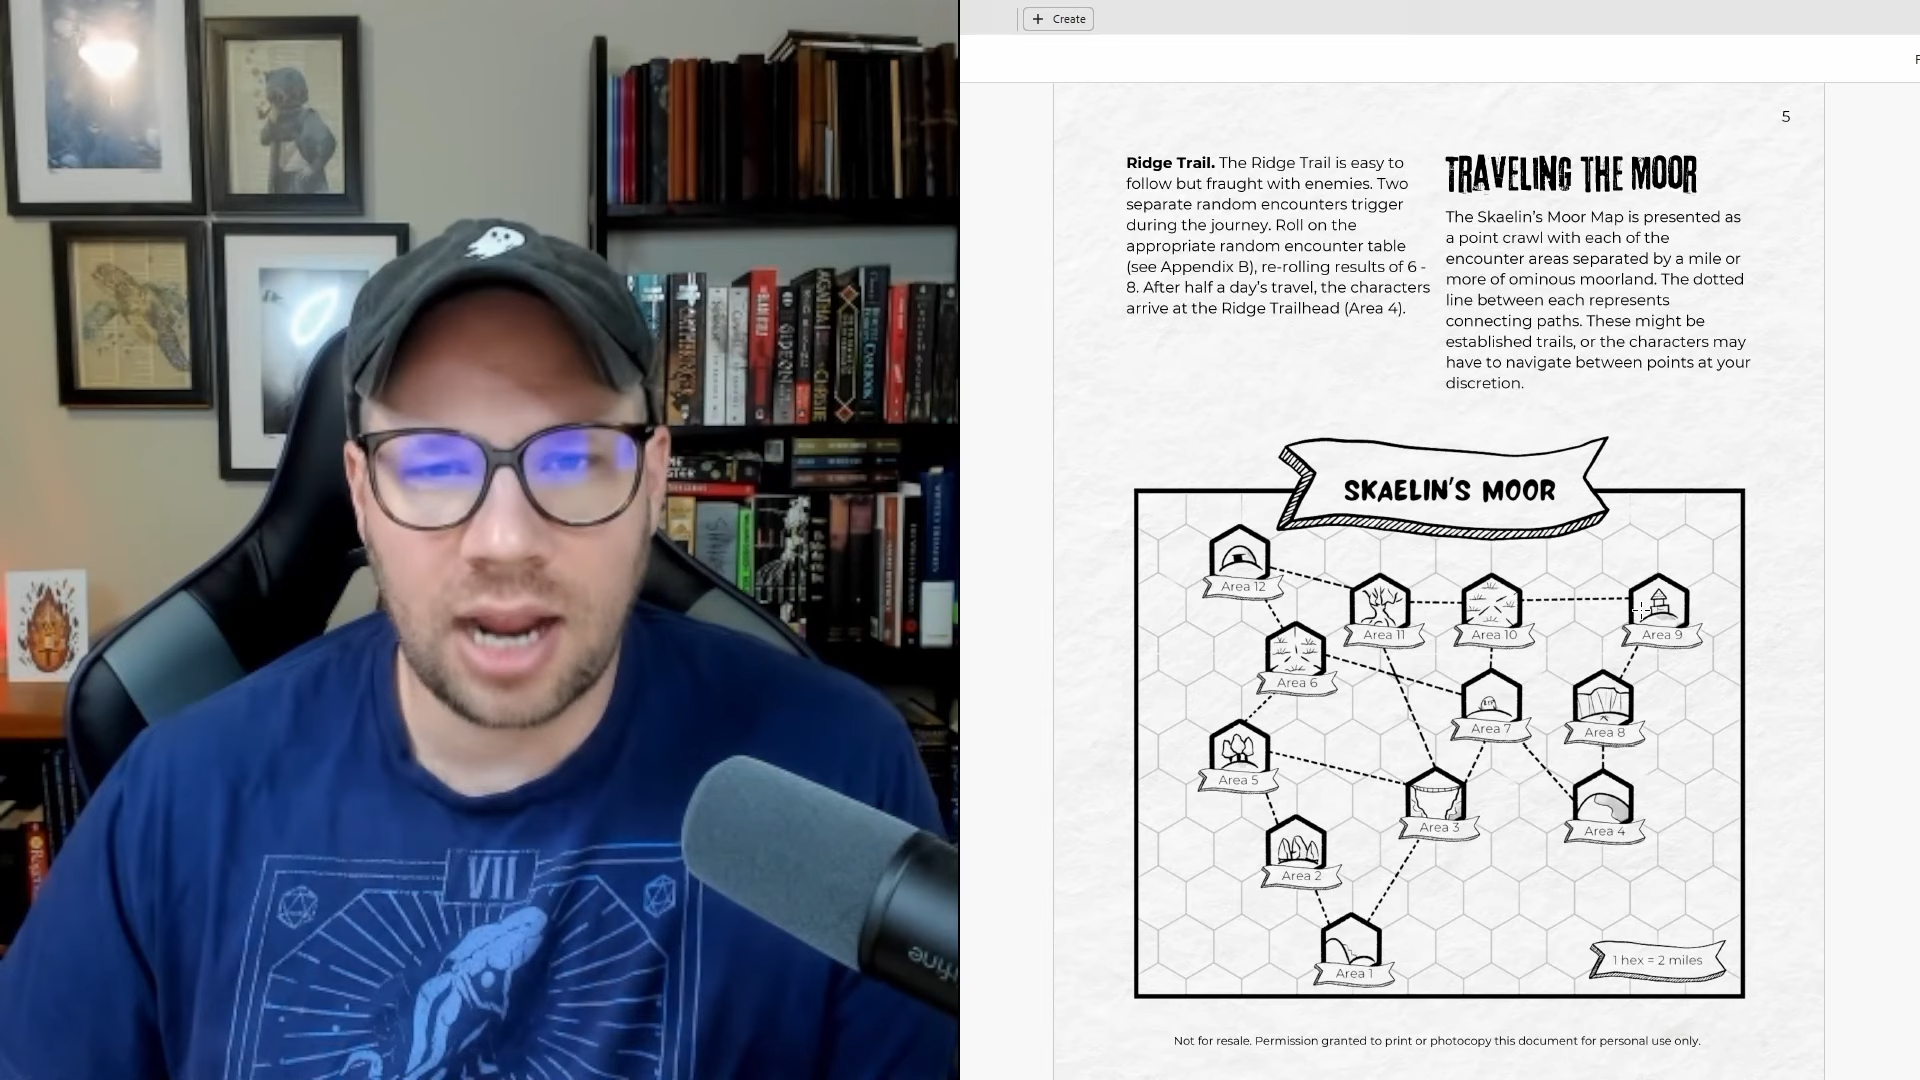 Create
5
Ridge Trail. The Ridge Trail is easy to
follow but fraught with enemies. Two
separate random encounters trigger
during the journey. Roll on the
appropriate random encounter table
(see Appendix B), re-rolling results of 6 -
8. After half a day's travel, the characters
arrive at the Ridge Trailhead (Area 4).
TRAVELING THE MOOR
The Skaelin's Moor Map is presented as
a point crawl with each of the
encounter areas separated by a mile or
more of ominous moorland. The dotted
line between each represents
connecting paths. These might be
established trails, or the characters may
have to navigate between points at your
discretion.
SKAELIN'S MOOR
Area 12
Area 11
Area 10
Area 9
Area 6
Area 7
Area 8
Area 5
Area 3
Area 4
Area 2
Area 1
1 hex = 2 miles
Not for resale. Permission granted to print or photocopy this document for personal use only.
VII
AGATHA